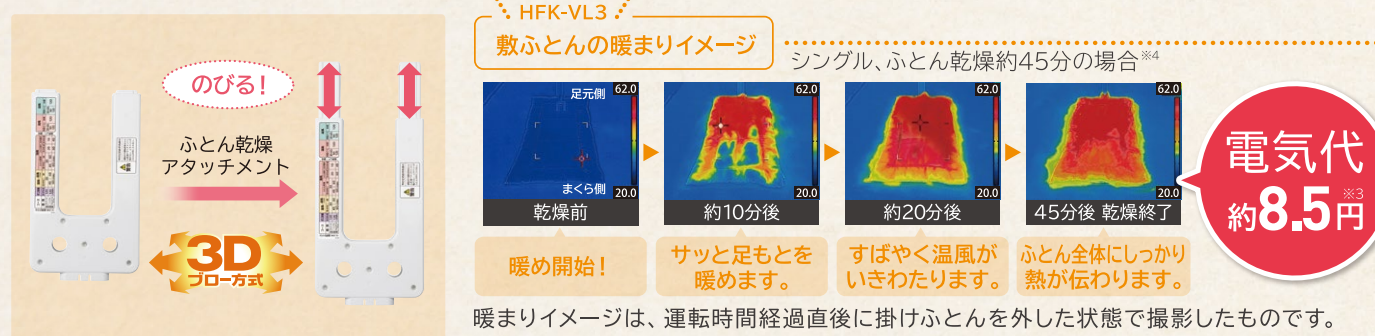 のびる!
ふとん乾燥
アタッチメント
3D
ブロー方式
HFK-VL3
敷ふとんの暖まりイメージ
シングル、ふとん乾燥約45分の場合※4
足元側
62.0
まくら側
20.0
乾燥前
62.0
20.0
約10分後
62.0
20.0
約20分後
62.0
20.0
45分後 乾燥終了
暖め開始!
サッと足もとを
暖めます。
すばやく温風が
いきわたります。
ふとん全体にしっかり
熱が伝わります。
電気代
約8.5円※3
暖まりイメージは、運転時間経過直後に掛けふとんを外した状態で撮影したものです。